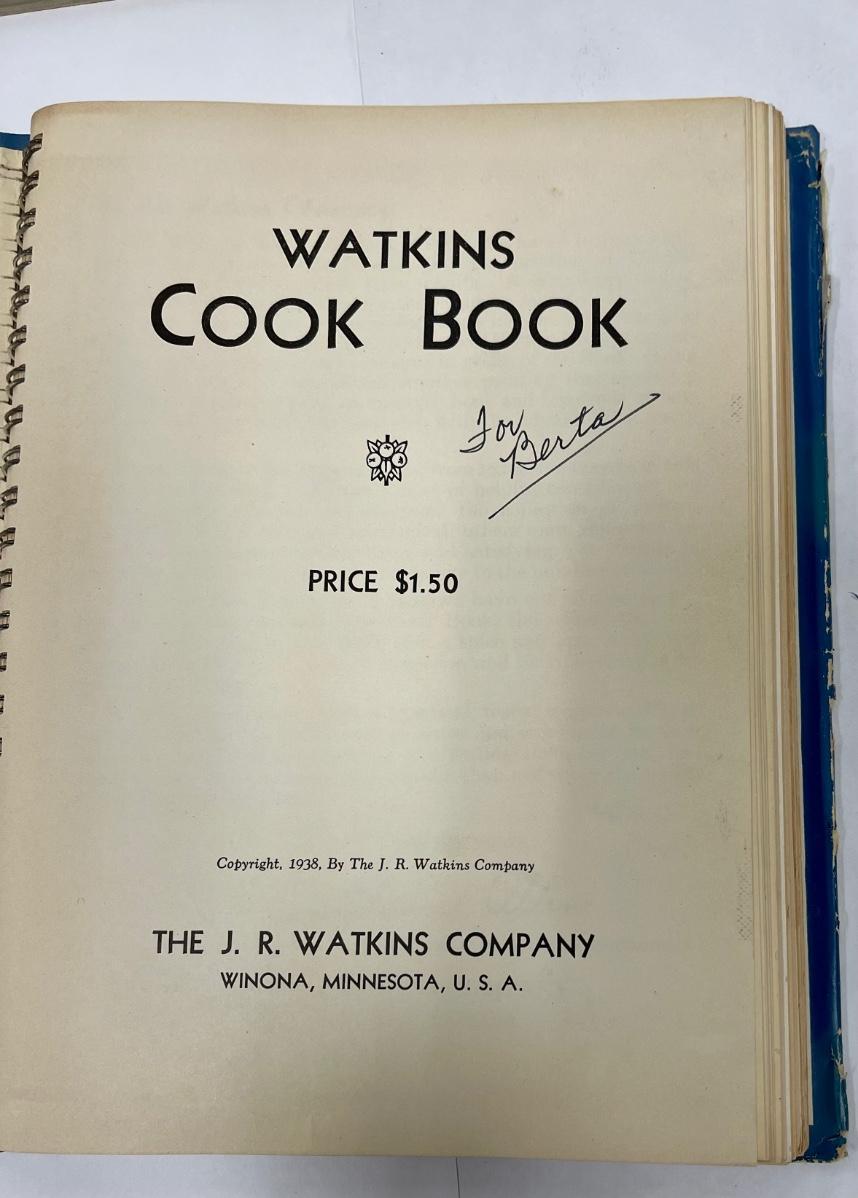 WATKINS
COOK BOOK
For
Berta
PRICE $1.50
Copyright, 1938, By The J. R. Watkins Company
THE J. R. WATKINS COMPANY
WINONA, MINNESOTA, U. S. A.